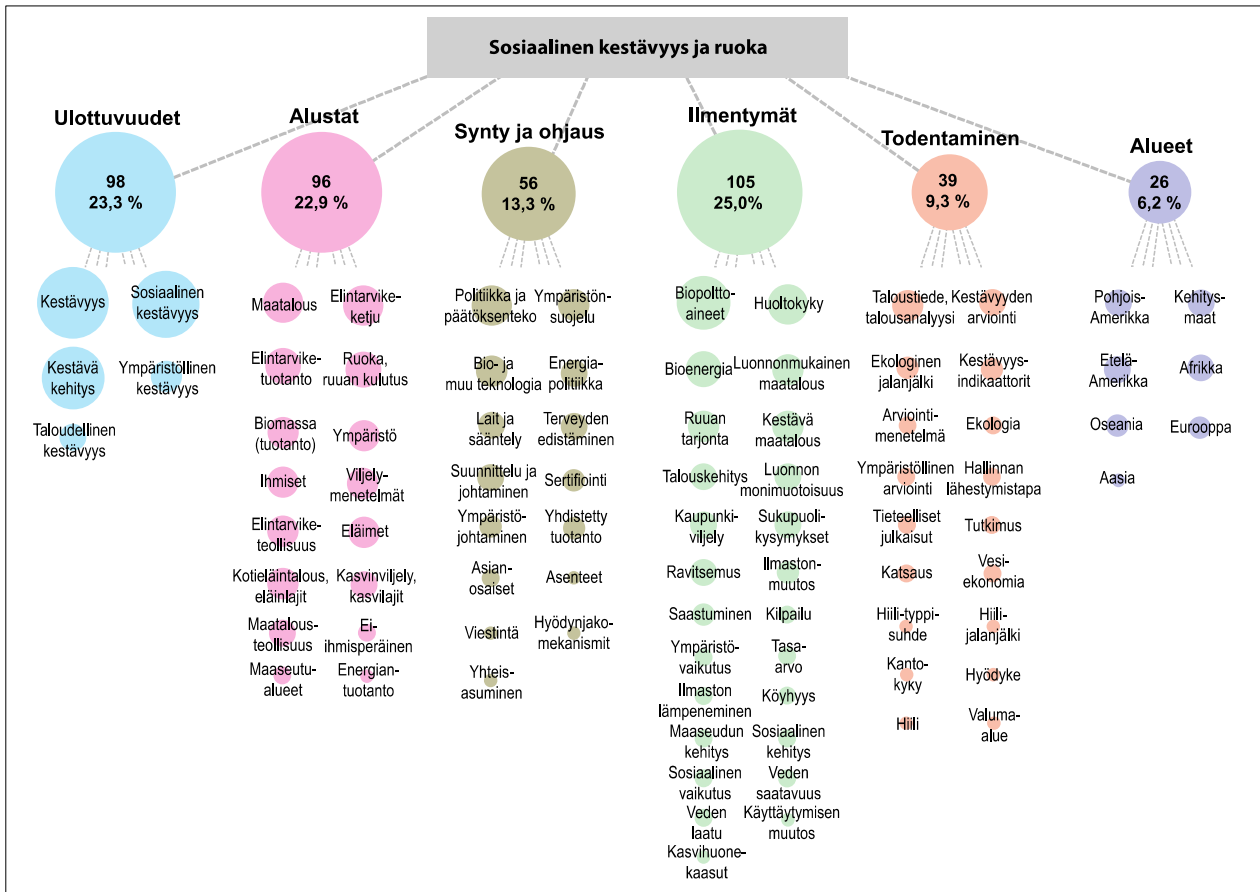 Sosiaalinen kestävyys ja ruoka
Ulottuvuudet
98
23,3 %
Kestävyys
Sosiaalinen
kestävyys
Kestävä
kehitys
Ympäristöllinen
kestävyys
Taloudellinen
kestävyys
Alustat
96
22,9 %
Maatalous
Elintarvike-
ketju
Elintarvike-
tuotanto
Ruoka,
ruuan kulutus
Biomassa
(tuotanto)
Ympäristö
Ihmiset
Viljely-
menetelmät
Elintarvike-
teollisuus
Eläimet
Kotieläintalous,
eläinlajit
Kasvinviljely,
kasvilajit
Maatalous-
teollisuus
Ei-
ihmisperäinen
Maaseutu-
alueet
Energian-
tuotanto
Synty ja ohjaus
56
13,3 %
Politiikka ja
päätöksenteko
Ympäristön-
suojelu
Bio- ja
muu teknologia
Energia-
politiikka
Lait ja
sääntely
Terveyden
edistäminen
Suunnittelu ja
johtaminen
Sertifiointi
Ympäristö-
johtaminen
Yhdistetty
tuotanto
Asian-
osaiset
Asenteet
Viestintä
Hyödynjako-
mekanismit
Yhteis-
asuminen
Ilmentymät
105
25,0%
Biopoltto-
aineet
Huoltokyky
Bioenergia
Luonnonmukainen
maatalous
Ruuan
tarjonta
Kestävä
maatalous
Talouskehitys
Luonnon
monimuotoisuus
Kaupunki-
viljely
Sukupuoli-
kysymykset
Ravitsemus
Ilmaston-
muutos
Saastuminen
Kilpailu
Ympäristö-
vaikutus
Tasa-
arvo
Ilmaston
lämpeneminen
Köyhyys
Maaseudun
kehitys
Sosiaalinen
kehitys
Sosiaalinen
vaikutus
Veden
saatavuus
Veden
laatu
Käyttäytymisen
muutos
Kasvihuone-
kaasut
Todentaminen
39
9,3 %
Taloustiede,
talousanalyysi
Kestävyyden
arviointi
Ekologinen
jalanjälki
Kestävyys-
indikaattorit
Arviointi-
menetelmä
Ekologia
Ympäristöllinen
arviointi
Hallinnan
lähestymistapa
Tieteelliset
julkaisut
Tutkimus
Katsaus
Vesi-
ekonomia
Hiili-typpi-
suhde
Hiili-
jalanjälki
Kanto-
kyky
Hyödyke
Hiili
Valuma-
alue
Alueet
26
6,2 %
Pohjois-
Amerikka
Kehitys-
maat
Etelä-
Amerikka
Afrikka
Oseania
Eurooppa
Aasia